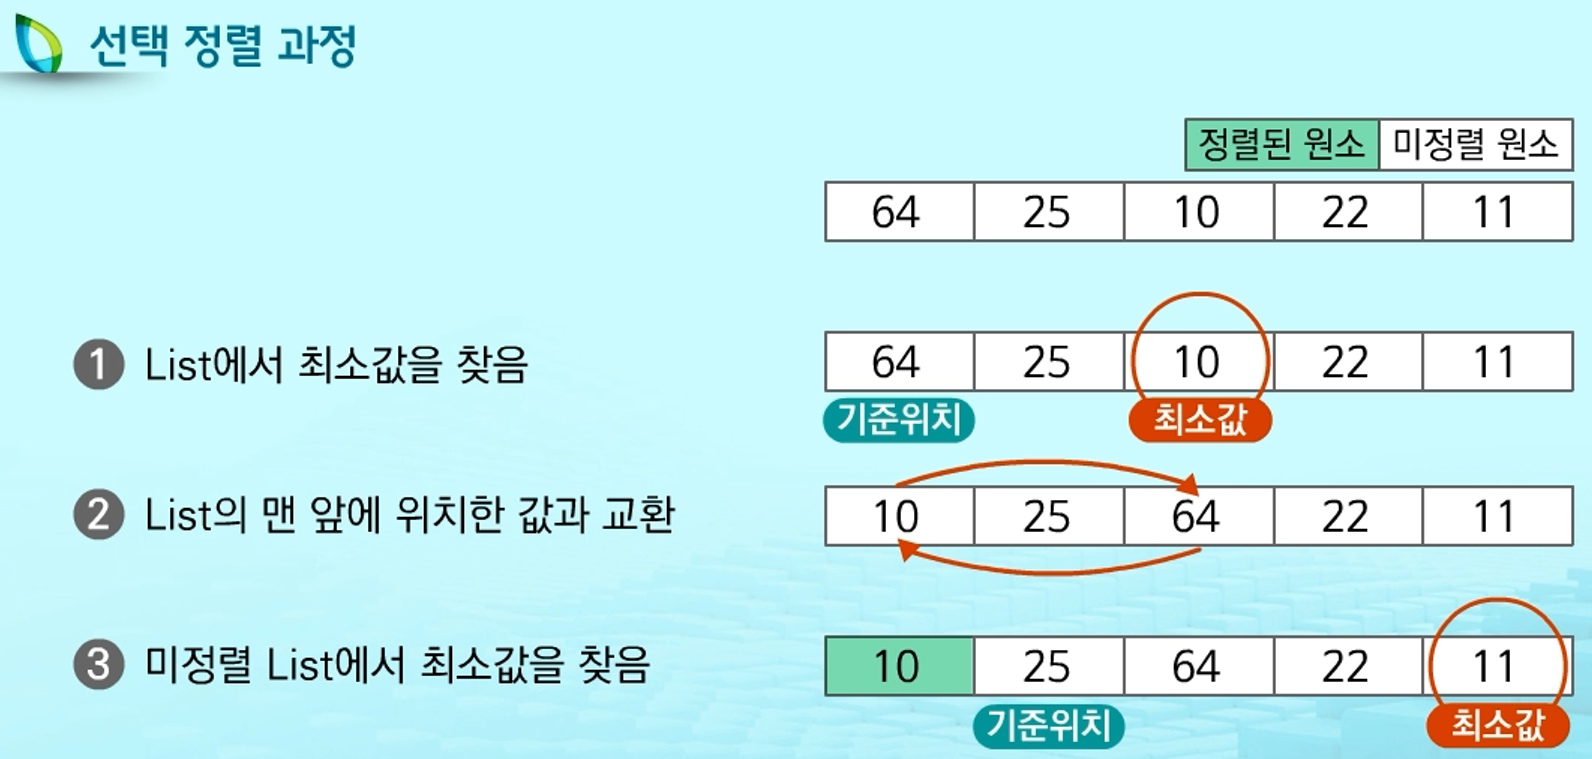 선택 정렬 과정
정렬된 원소 미정렬 원소
64 25 10 22 11
1 List에서 최소값을 찾음 64 25 10 22 11
기준위치 최소값
2 List의 맨 앞에 위치한 값과 교환 10 25 64 22 11
3 미정렬 List에서 최소값을 찾음 10 25 64 22 11
기준위치 최소값